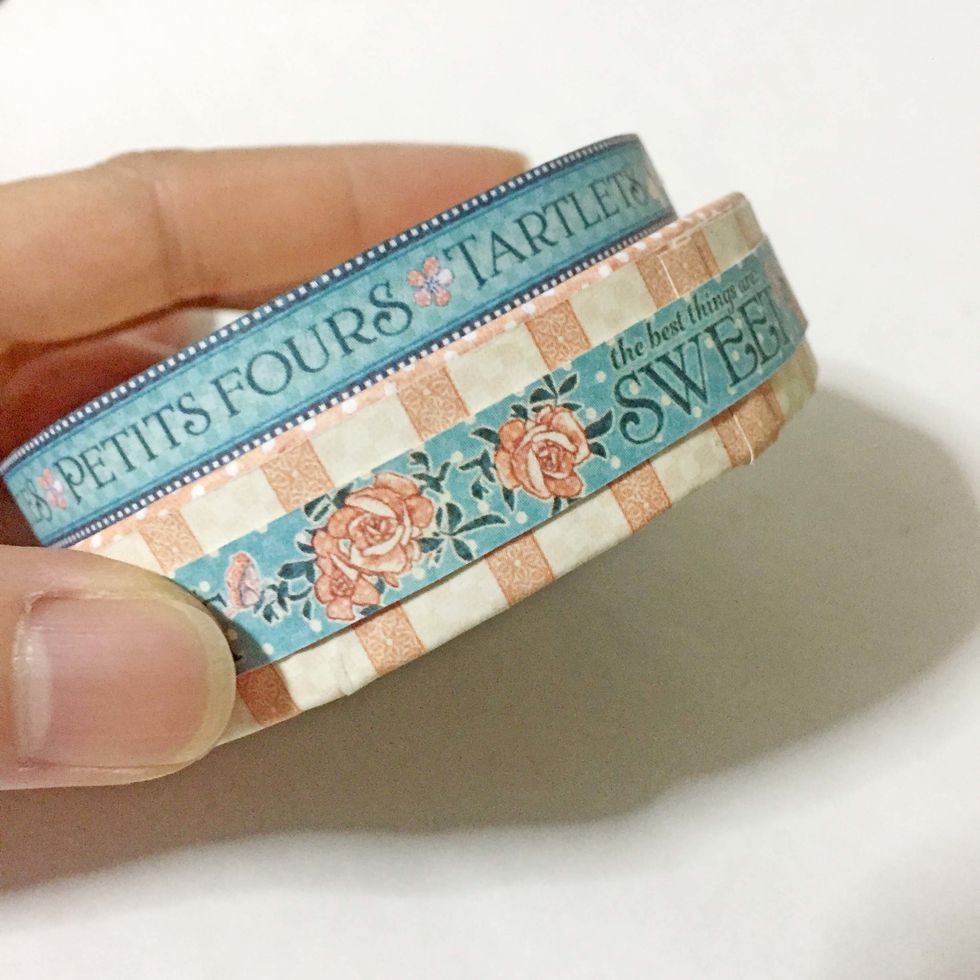 PETITS FOURS TARTLETS
the best things are
SWEET